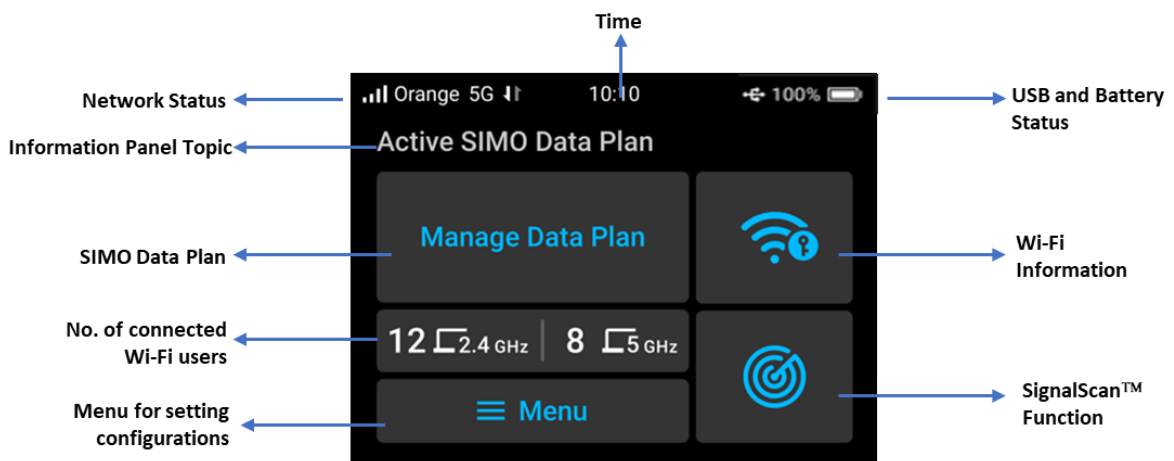 Time
Network Status
Orange 5G
10:10
100%
USB and Battery
Status
Information Panel Topic
Active SIMO Data Plan
SIMO Data Plan
Manage Data Plan
Wi-Fi
Information
No. of connected
Wi-Fi users
12 2.4 GHz | 8 5 GHz
Menu for setting
configurations
Menu
SignalScan™
Function